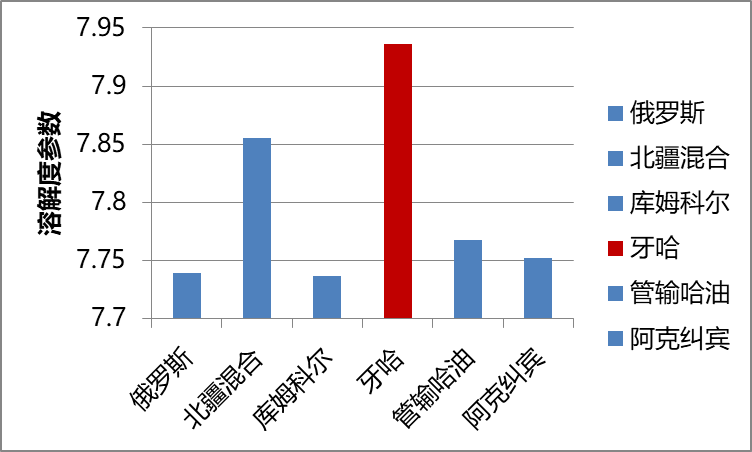 7.95
7.9
7.85
7.8
7.75
7.7
溶解度参数
俄罗斯
北疆混合
库姆科尔
牙哈
管输哈油
阿克纠宾
俄罗斯
北疆混合
库姆科尔
牙哈
管输哈油
阿克纠宾